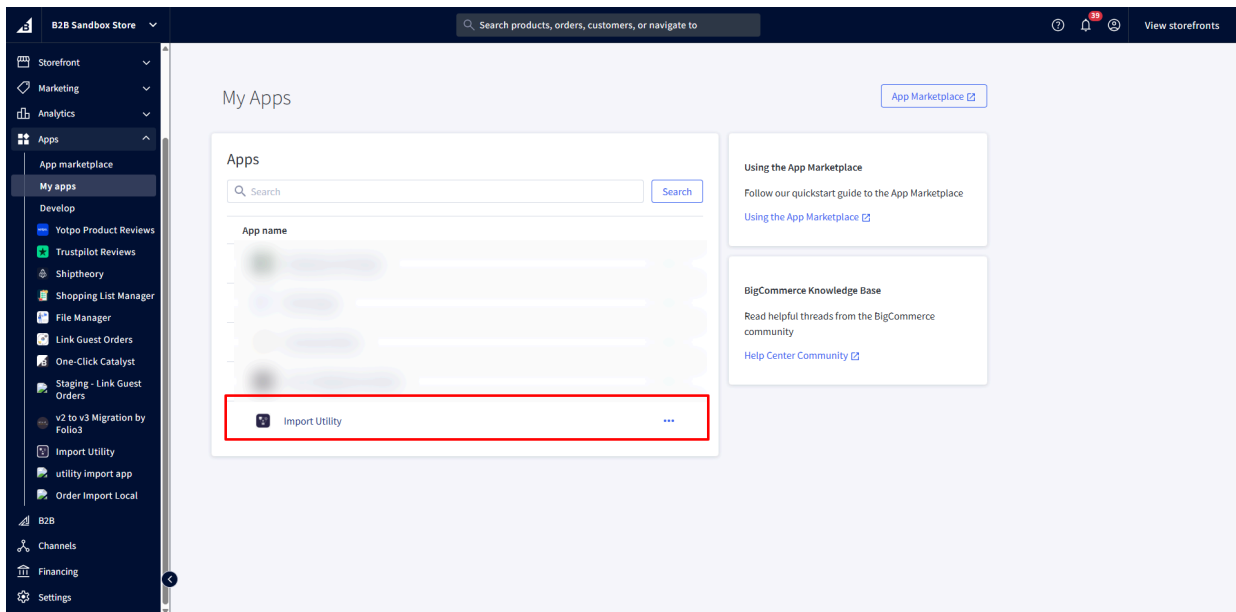 B2B Sandbox Store
Search products, orders, customers, or navigate to
39
View storefronts
Storefront
Marketing
Analytics
Apps
App marketplace
My apps
Develop
Yotpo Product Reviews
Trustpilot Reviews
Shiptheory
Shopping List Manager
File Manager
Link Guest Orders
One-Click Catalyst
Staging - Link Guest
Orders
v2 to v3 Migration by
Folio3
Import Utility
utility import app
Order Import Local
B2B
Channels
Financing
Settings
My Apps
App Marketplace
Apps
Search
Search
App name
Import Utility
Using the App Marketplace
Follow our quickstart guide to the App Marketplace
Using the App Marketplace
BigCommerce Knowledge Base
Read helpful threads from the BigCommerce
community
Help Center Community